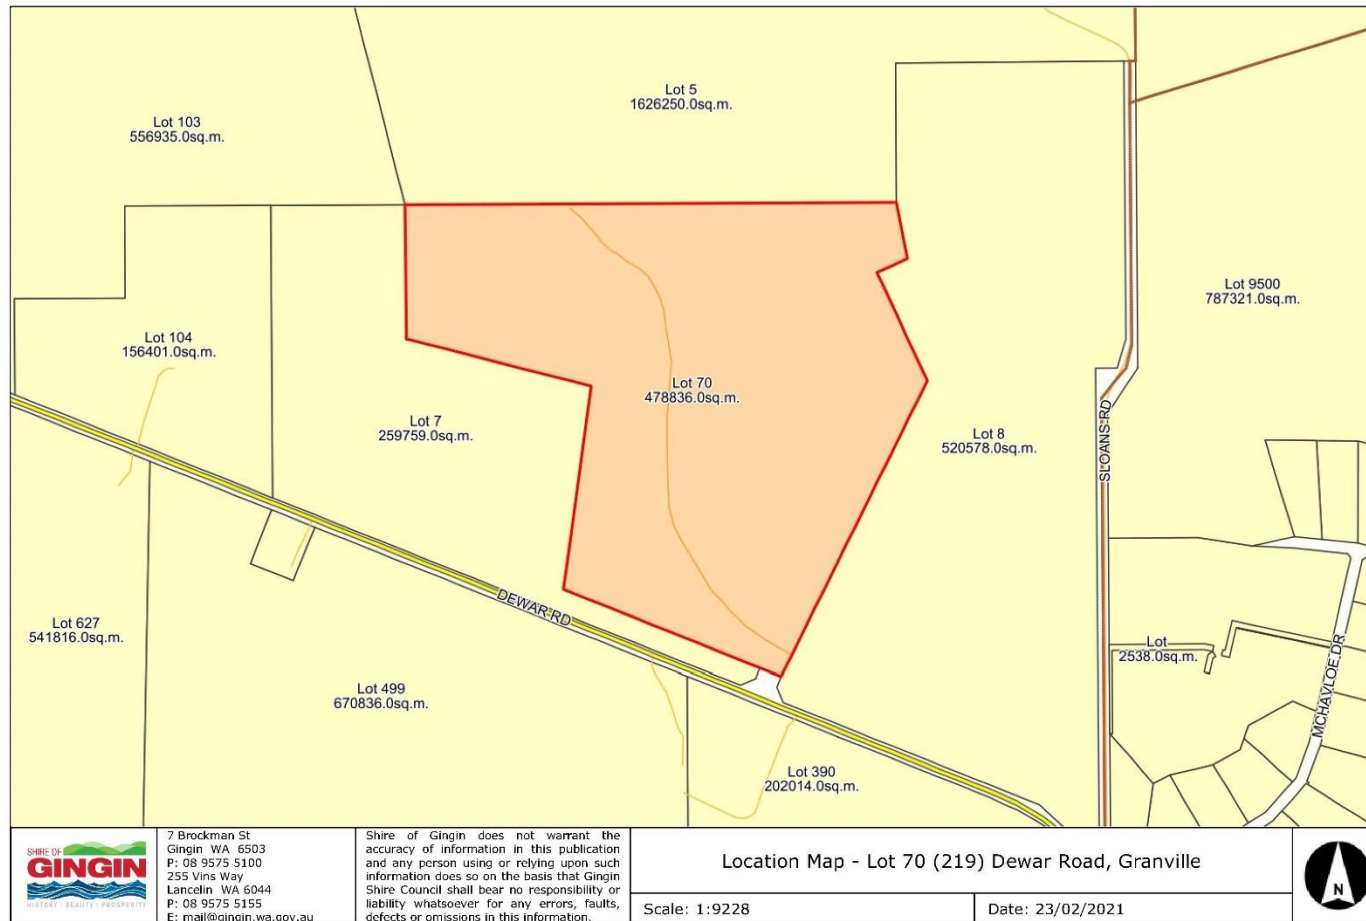 Lot 5
1626250.0sq.m.
Lot 103
556935.0sq.m.
Lot 9500
787321.0sq.m.
Lot 104
156401.0sq.m.
Lot 70
478836.0sq.m.
Lot 7
259759.0sq.m.
Lot 8
520578.0sq.m.
SLOANS RD
DEWAR RD
Lot 627
541816.0sq.m.
Lot
2538.0sq.m.
MCHAVLOE DR
Lot 499
670836.0sq.m.
Lot 390
202014.0sq.m.
SHIRE OF
GINGIN
HISTORY | BEAUTY | PROSPERITY
7 Brockman St
Gingin WA 6503
P: 08 9575 5100
255 Vins Way
Lancelin WA 6044
P: 08 9575 5155
E: mail@gingin.wa.gov.au
Shire of Gingin does not warrant the
accuracy of information in this publication
and any person using or relying upon such
information does so on the basis that Gingin
Shire Council shall bear no responsibility or
liability whatsoever for any errors, faults,
defects or omissions in this information.
Location Map - Lot 70 (219) Dewar Road, Granville
Scale: 1:9228
Date: 23/02/2021
N